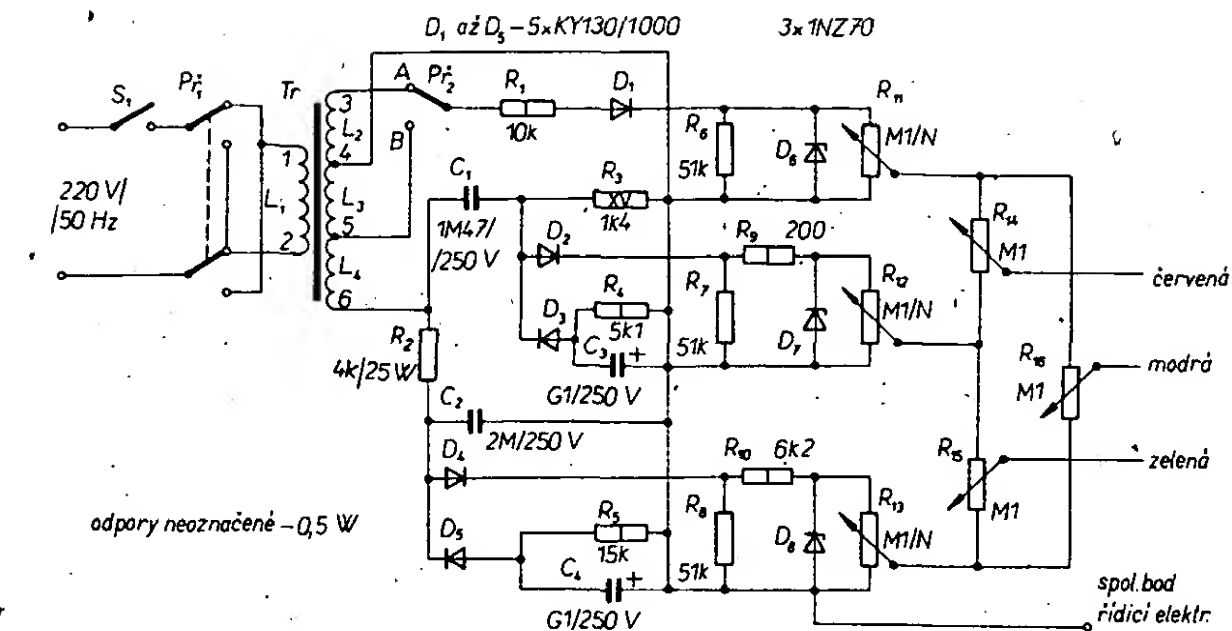 D₁ až D₅ – 5×KY130/1000
3×1NZ70
S₁
Př₁
Tr
A
Př₂
R₁
10k
D₁
R₆
51k
D₆
R₁₁
M1/N
3
L₂
4
B
1
L₁
2
L₃
5
L₄
6
220 V/
/50 Hz
C₁
1M47/
/250 V
R₃
1k4
D₂
R₉
200
R₁₄
M1
červená
R₄
5k1
R₇
51k
D₇
R₁₂
M1/N
D₃
C₃
+
G1/250 V
R₂
4k/25 W
R₁₆
M1
modrá
C₂
2M/250 V
D₄
R₁₀
6k2
R₁₅
M1
zelená
odpory neoznačené – 0,5 W
D₅
R₅
15k
R₈
51k
D₈
R₁₃
M1/N
C₄
+
G1/250 V
spol. bod
řídicí elektr.